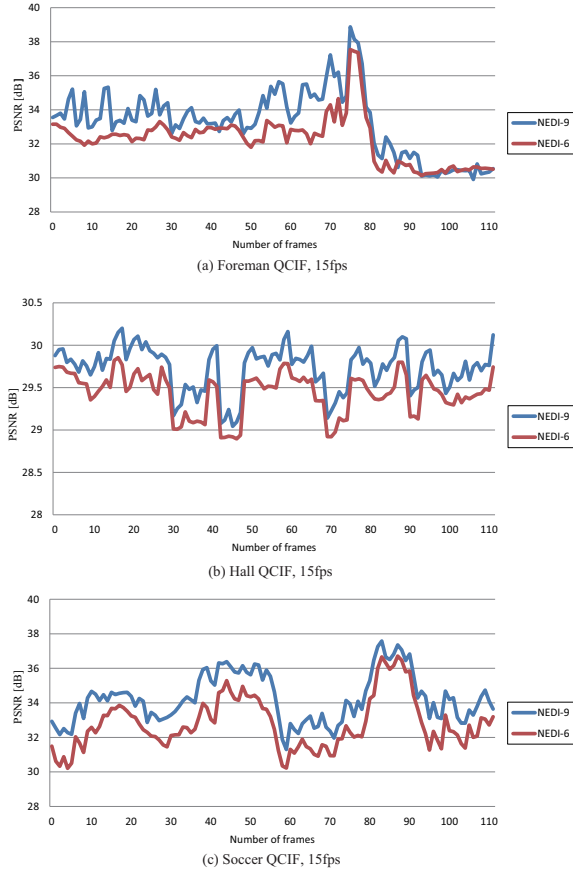 40
38
36
34
32
30
28
PSNR [dB]
0 10 20 30 40 50 60 70 80 90 100 110
Number of frames
NEDI-9
NEDI-6
(a) Foreman QCIF, 15fps
30.5
30
29.5
29
28.5
28
PSNR [dB]
0 10 20 30 40 50 60 70 80 90 100 110
Number of frames
NEDI-9
NEDI-6
(b) Hall QCIF, 15fps
40
38
36
34
32
30
28
PSNR [dB]
0 10 20 30 40 50 60 70 80 90 100 110
Number of frames
NEDI-9
NEDI-6
(c) Soccer QCIF, 15fps